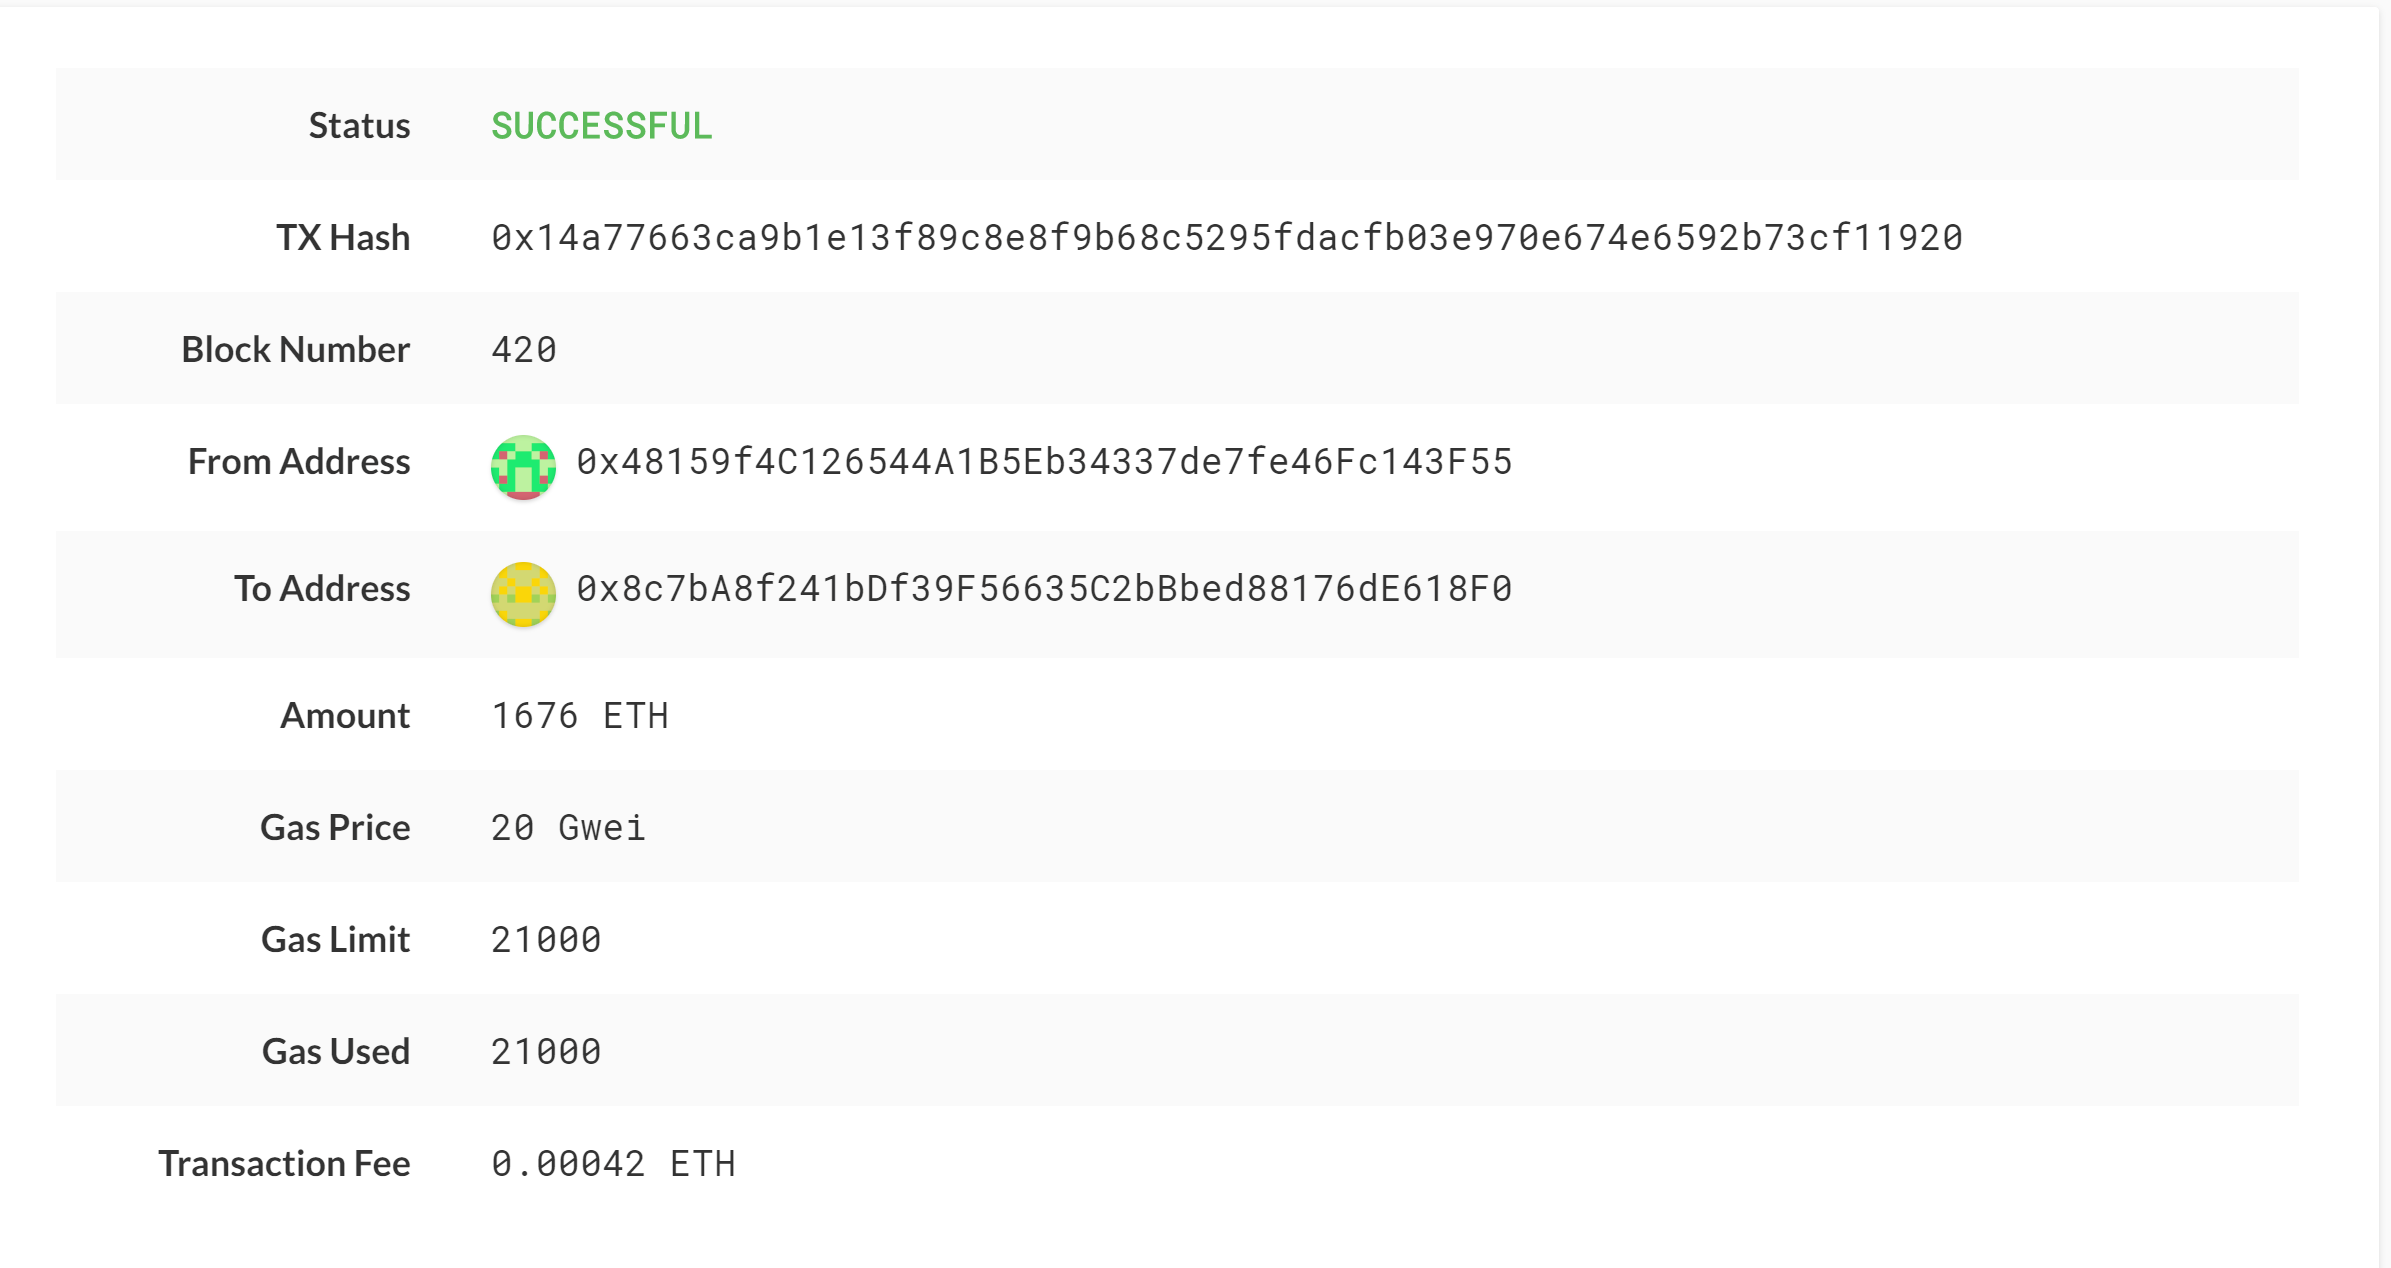 Status SUCCESSFUL
TX Hash 0x14a77663ca9b1e13f89c8e8f9b68c5295fdacfb03e970e674e6592b73cf11920
Block Number 420
From Address 0x48159f4C126544A1B5Eb34337de7fe46Fc143F55
To Address 0x8c7bA8f241bDf39F56635C2bBbed88176dE618F0
Amount 1676 ETH
Gas Price 20 Gwei
Gas Limit 21000
Gas Used 21000
Transaction Fee 0.00042 ETH